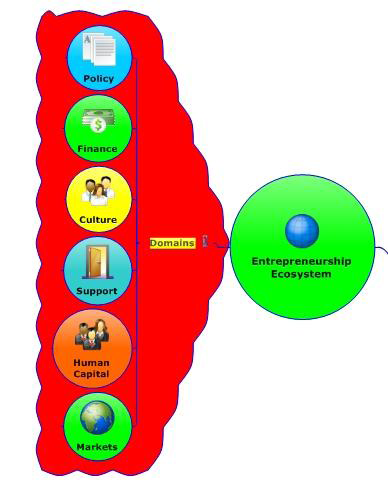 Policy
Finance
Culture
Domains
Support
Entrepreneurship
Ecosystem
Human
Capital
Markets